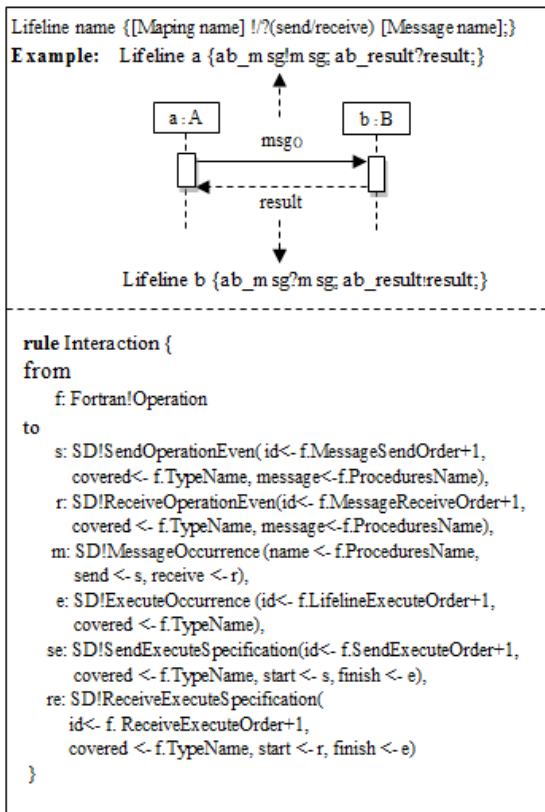 Lifeline name {[Maping name] !/?(send/receive) [Message name];}
Example: Lifeline a {ab_m sg!m sg; ab_result?result;}
a : A
b : B
msg()
result
Lifeline b {ab_m sg?m sg; ab_result!result;}
rule Interaction {
from
f: Fortran!Operation
to
s: SD!SendOperationEven( id<- f.MessageSendOrder+1,
covered<- f.TypeName, message<-f.ProceduresName),
r: SD!ReceiveOperationEven(id<- f.MessageReceiveOrder+1,
covered <- f.TypeName, message<-f.ProceduresName),
m: SD!MessageOccurrence (name <- f.ProceduresName,
send <- s, receive <- r),
e: SD!ExecuteOccurrence (id<- f.LifelineExecuteOrder+1,
covered <- f.TypeName),
se: SD!SendExecuteSpecification(id<- f.SendExecuteOrder+1,
covered <- f.TypeName, start <- s, finish <- e),
re: SD!ReceiveExecuteSpecification(
id<- f. ReceiveExecuteOrder+1,
covered <- f.TypeName, start <- r, finish <- e)
}